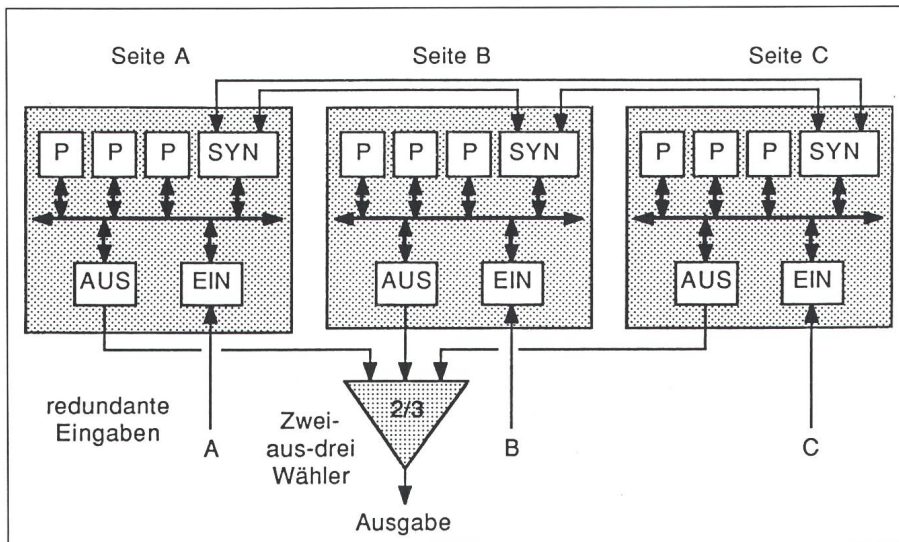 Seite A
Seite B
Seite C
P P P SYN
P P P SYN
P P P SYN
AUS EIN
AUS EIN
AUS EIN
redundante
Eingaben
A
Zwei-
aus-drei
Wähler
2/3
B
C
Ausgabe